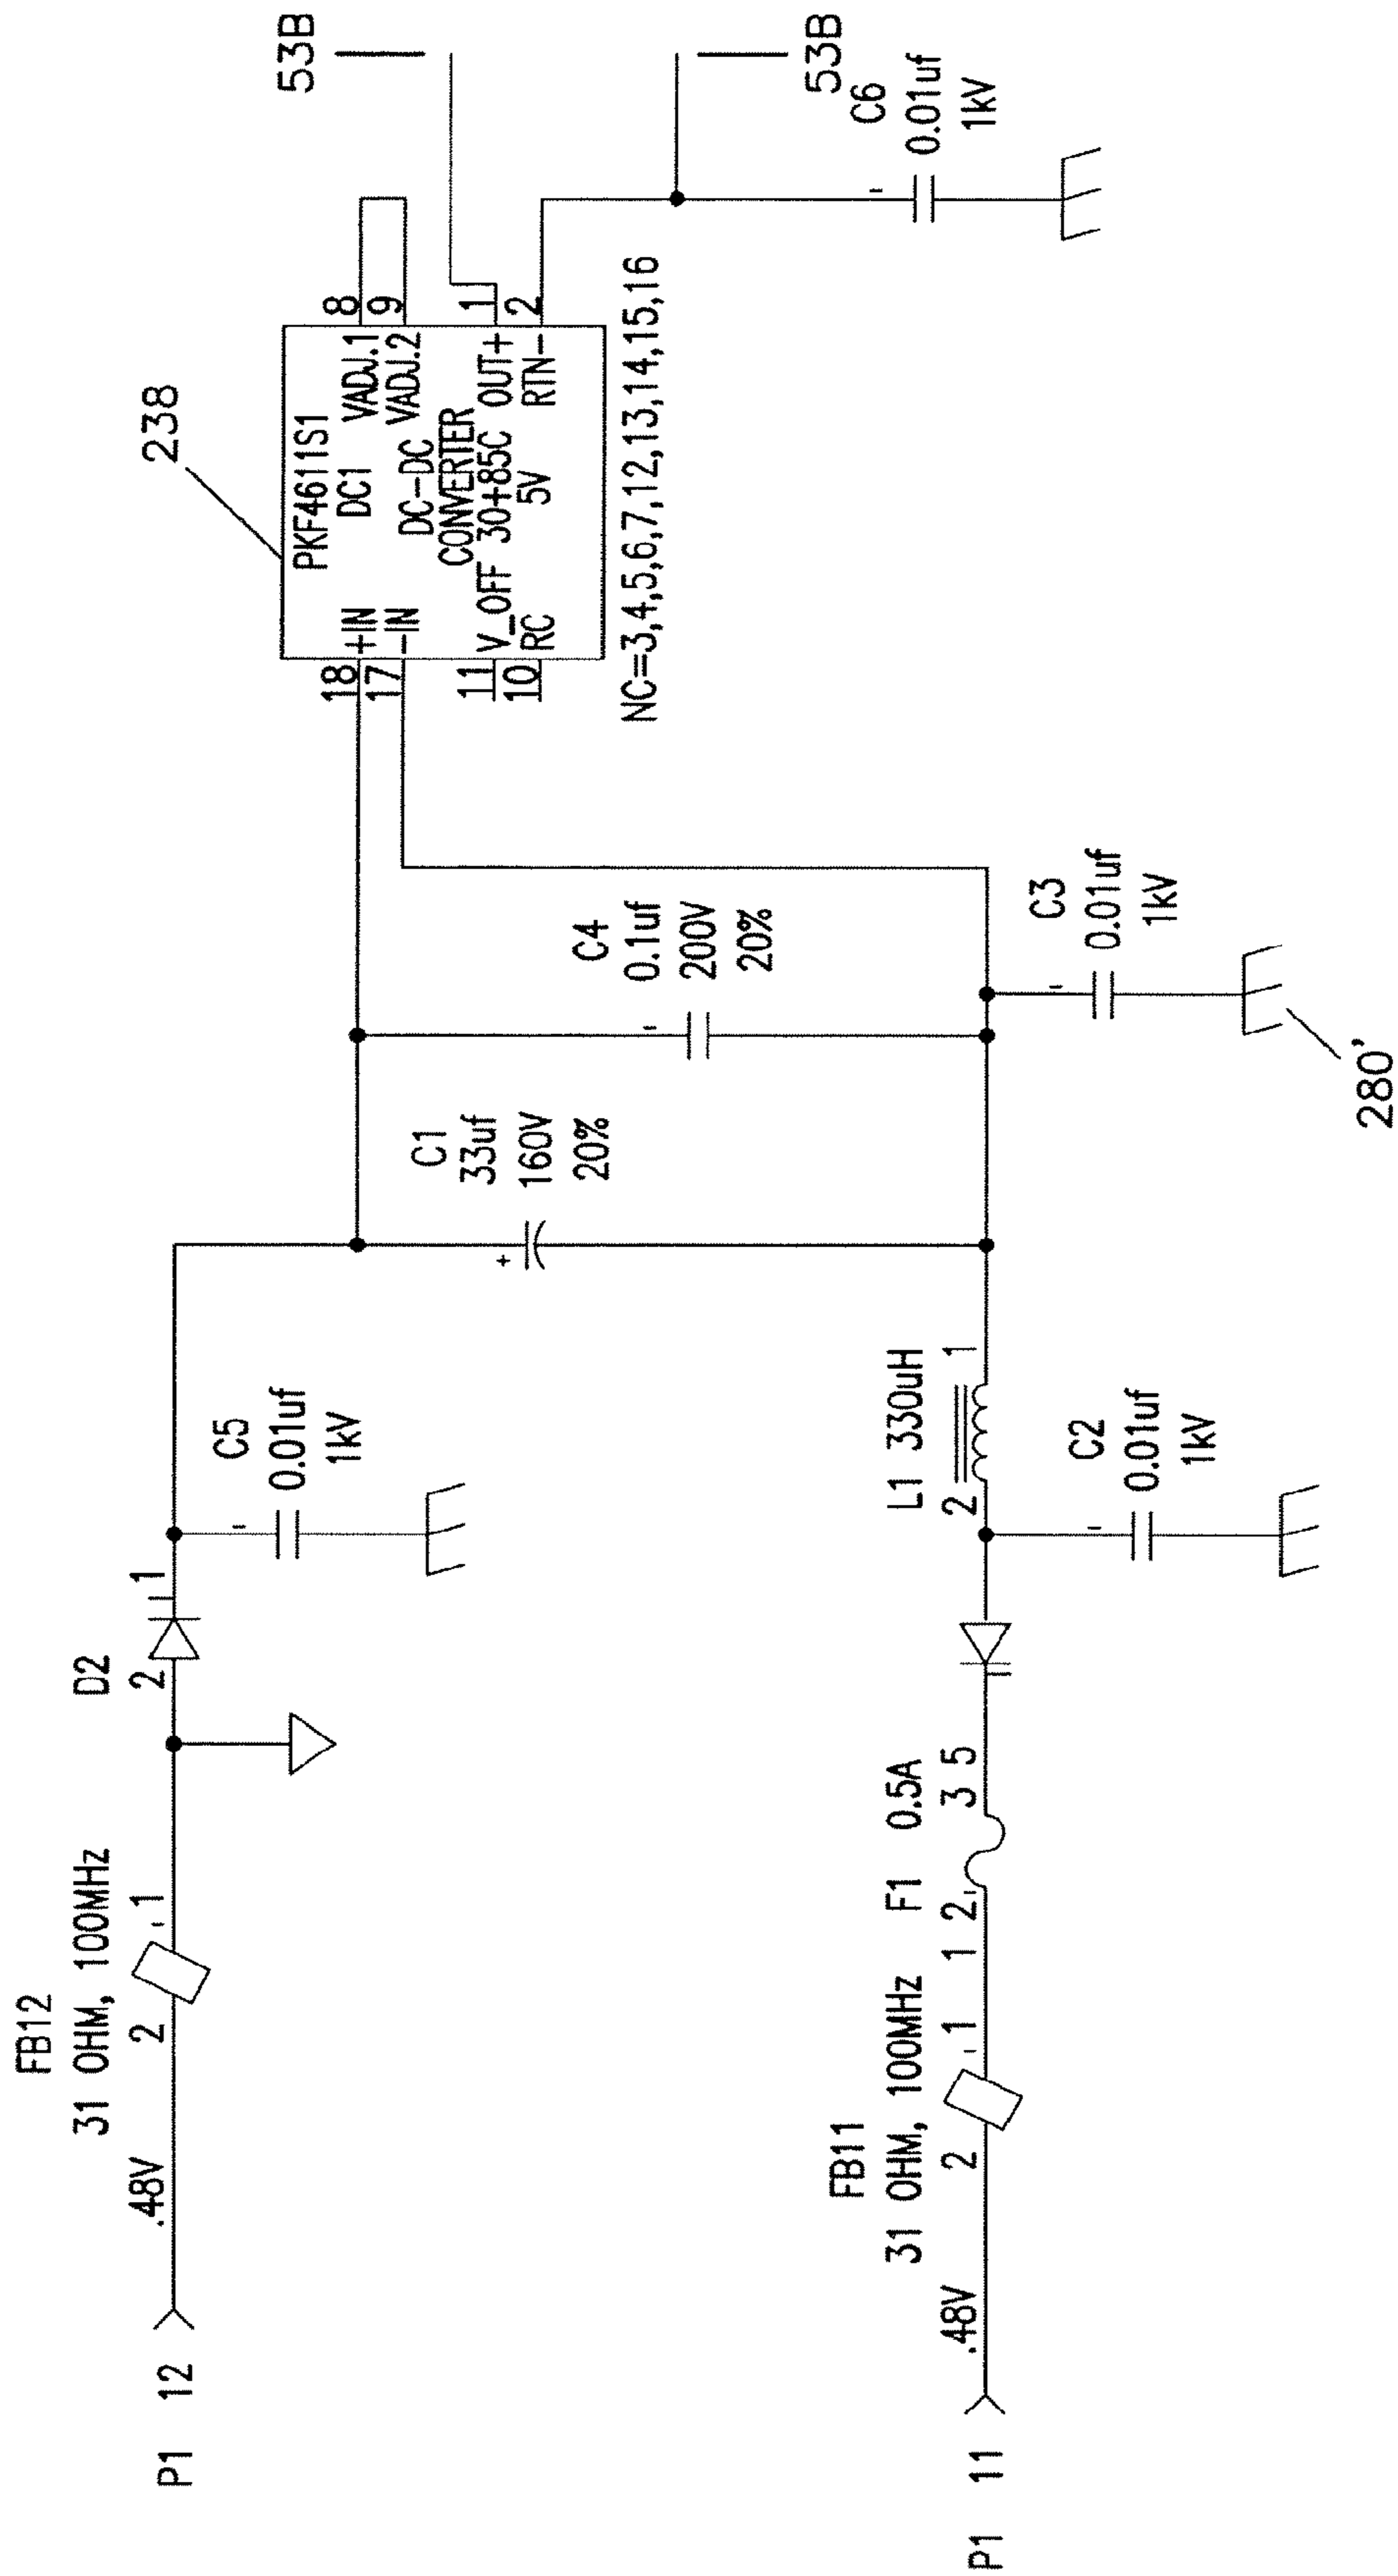 FB12
31 OHM, 100MHz
.48V
2
1
P1 12
D2
2
1
C5
0.01uf
1kV
FB11
31 OHM, 100MHz
.48V
2
1
P1 11
F1 0.5A
1 2
3 5
L1 330uH
2
1
C2
0.01uf
1kV
C1
33uf
160V
20%
C4
0.1uf
200V
20%
C3
0.01uf
1kV
280'
238
PKF4611S1
DC1
18 +IN
17 -IN
VADJ.1 8
VADJ.2 9
DC-DC
CONVERTER
11 V_OFF 30+85C OUT+ 1
10 RC 5V RTN- 2
NC=3,4,5,6,7,12,13,14,15,16
53B
53B
C6
0.01uf
1kV